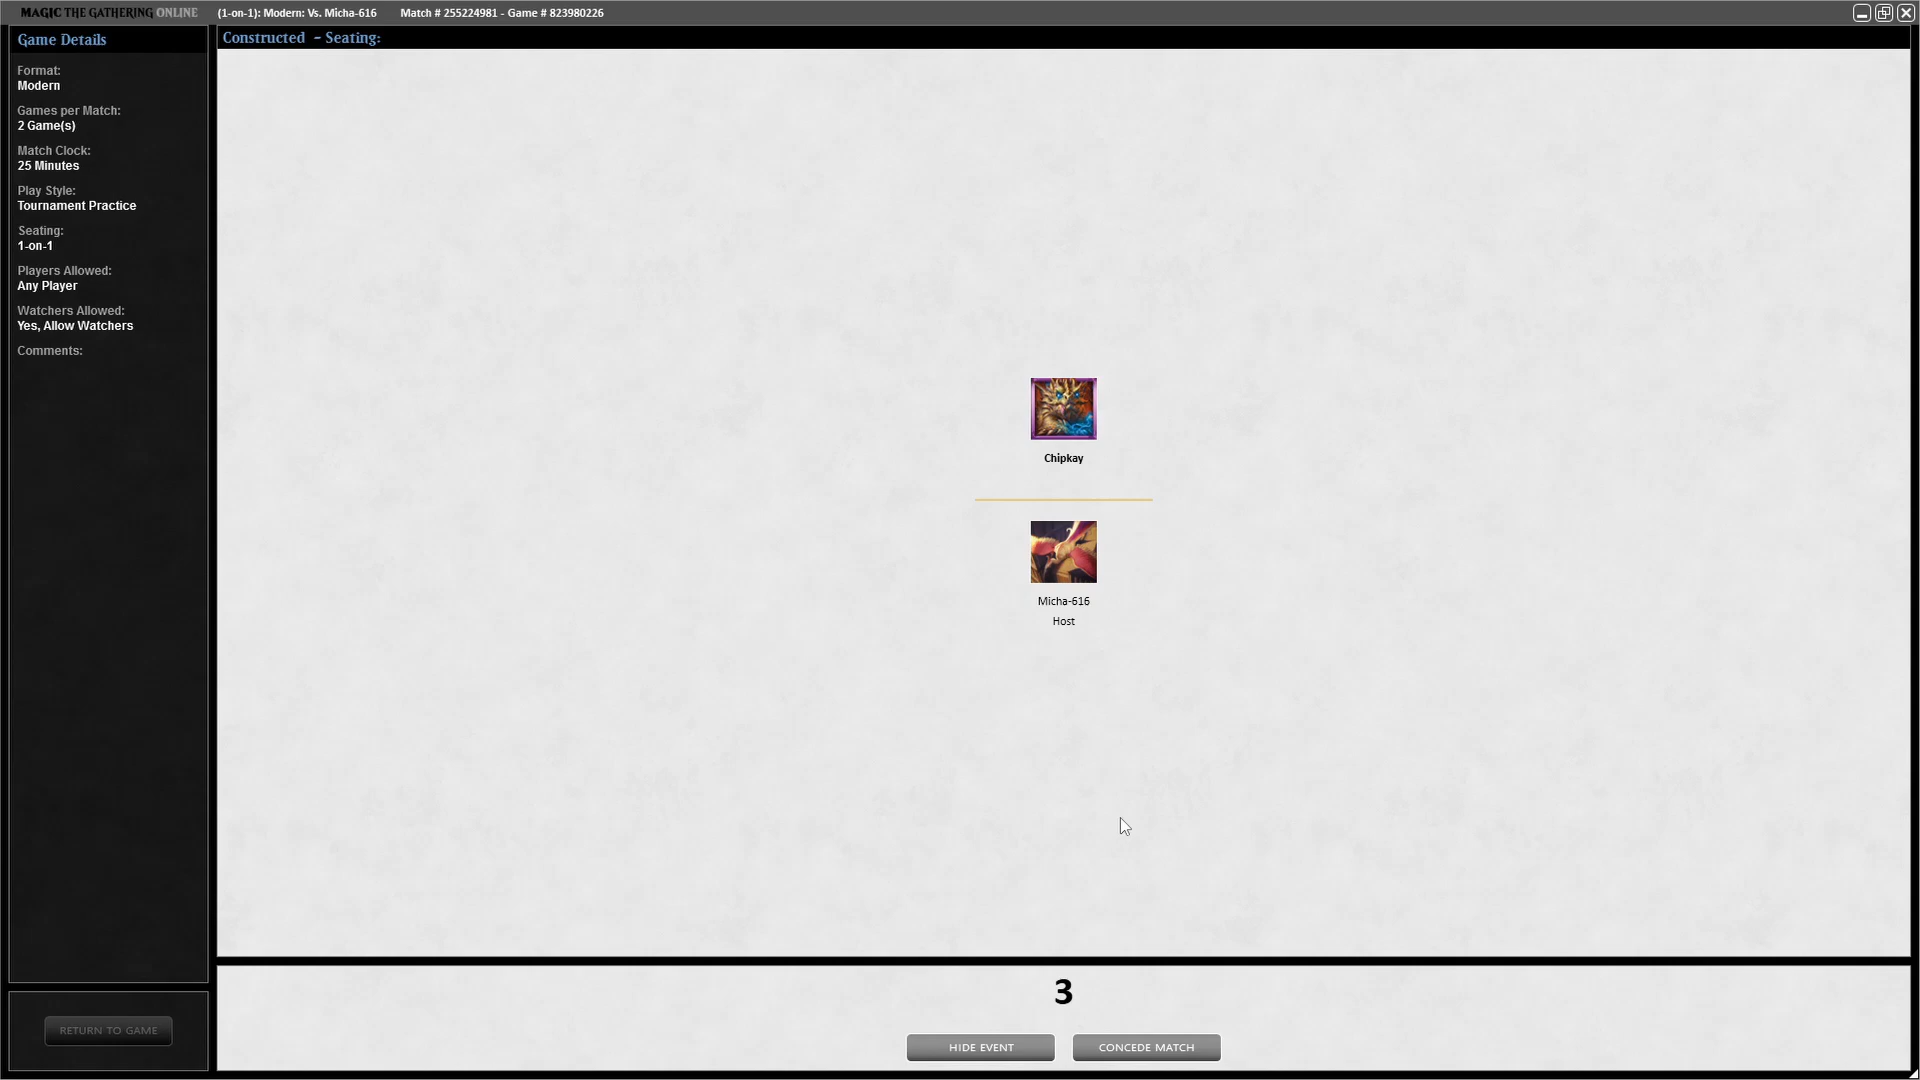 MAGIC THE GATHERING ONLINE (1-on-1): Modern: Vs. Micha-616 Match # 255224981 - Game # 823980226
Game Details
Format:
Modern
Games per Match:
2 Game(s)
Match Clock:
25 Minutes
Play Style:
Tournament Practice
Seating:
1-on-1
Players Allowed:
Any Player
Watchers Allowed:
Yes, Allow Watchers
Comments:
RETURN TO GAME
Constructed - Seating:
Chipkay
Micha-616
Host
3
HIDE EVENT
CONCEDE MATCH